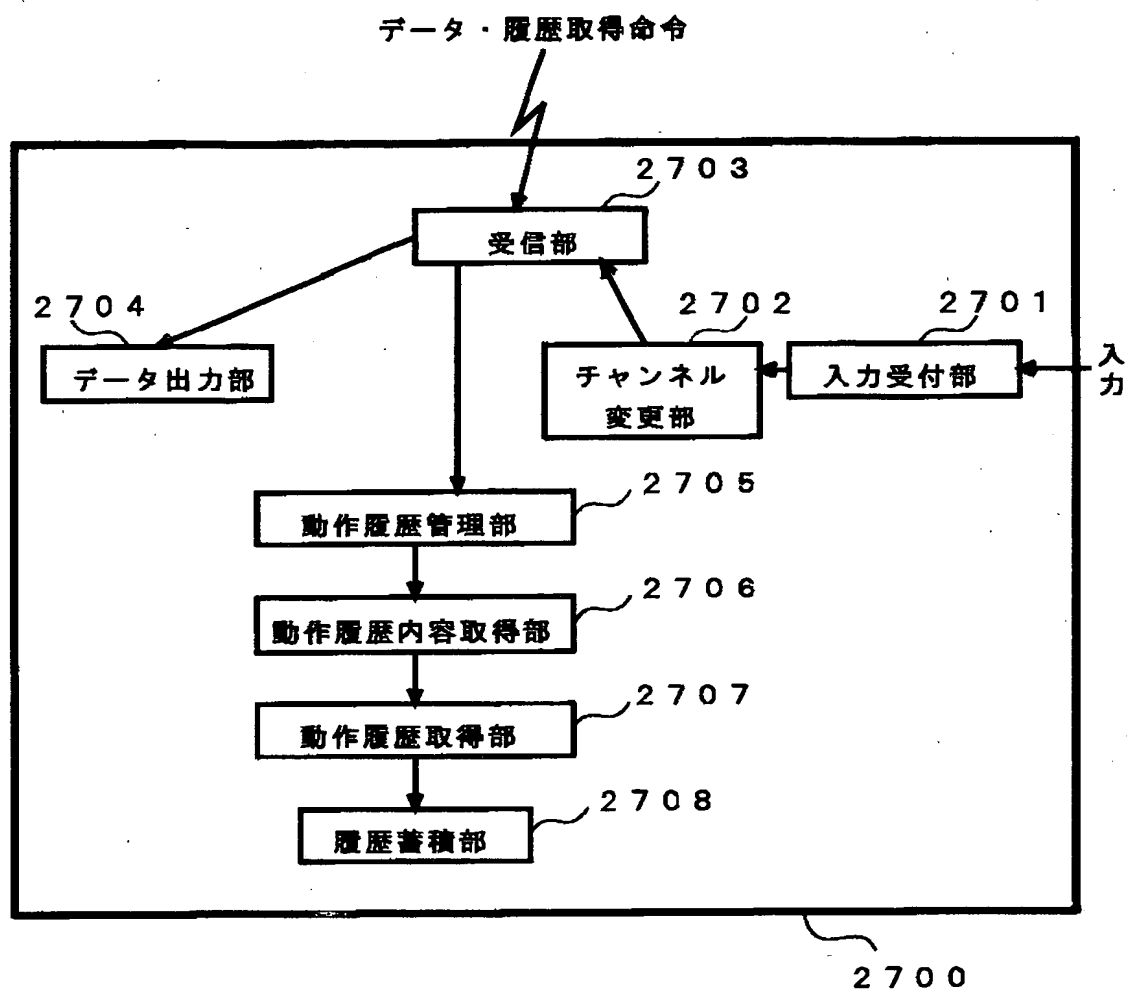 データ・履歴取得命令
２７０３
受信部
２７０４
２７０２
２７０１
データ出力部
チャンネル
変更部
入力受付部
入
力
２７０５
動作履歴管理部
２７０６
動作履歴内容取得部
２７０７
動作履歴取得部
２７０８
履歴蓄積部
２７００